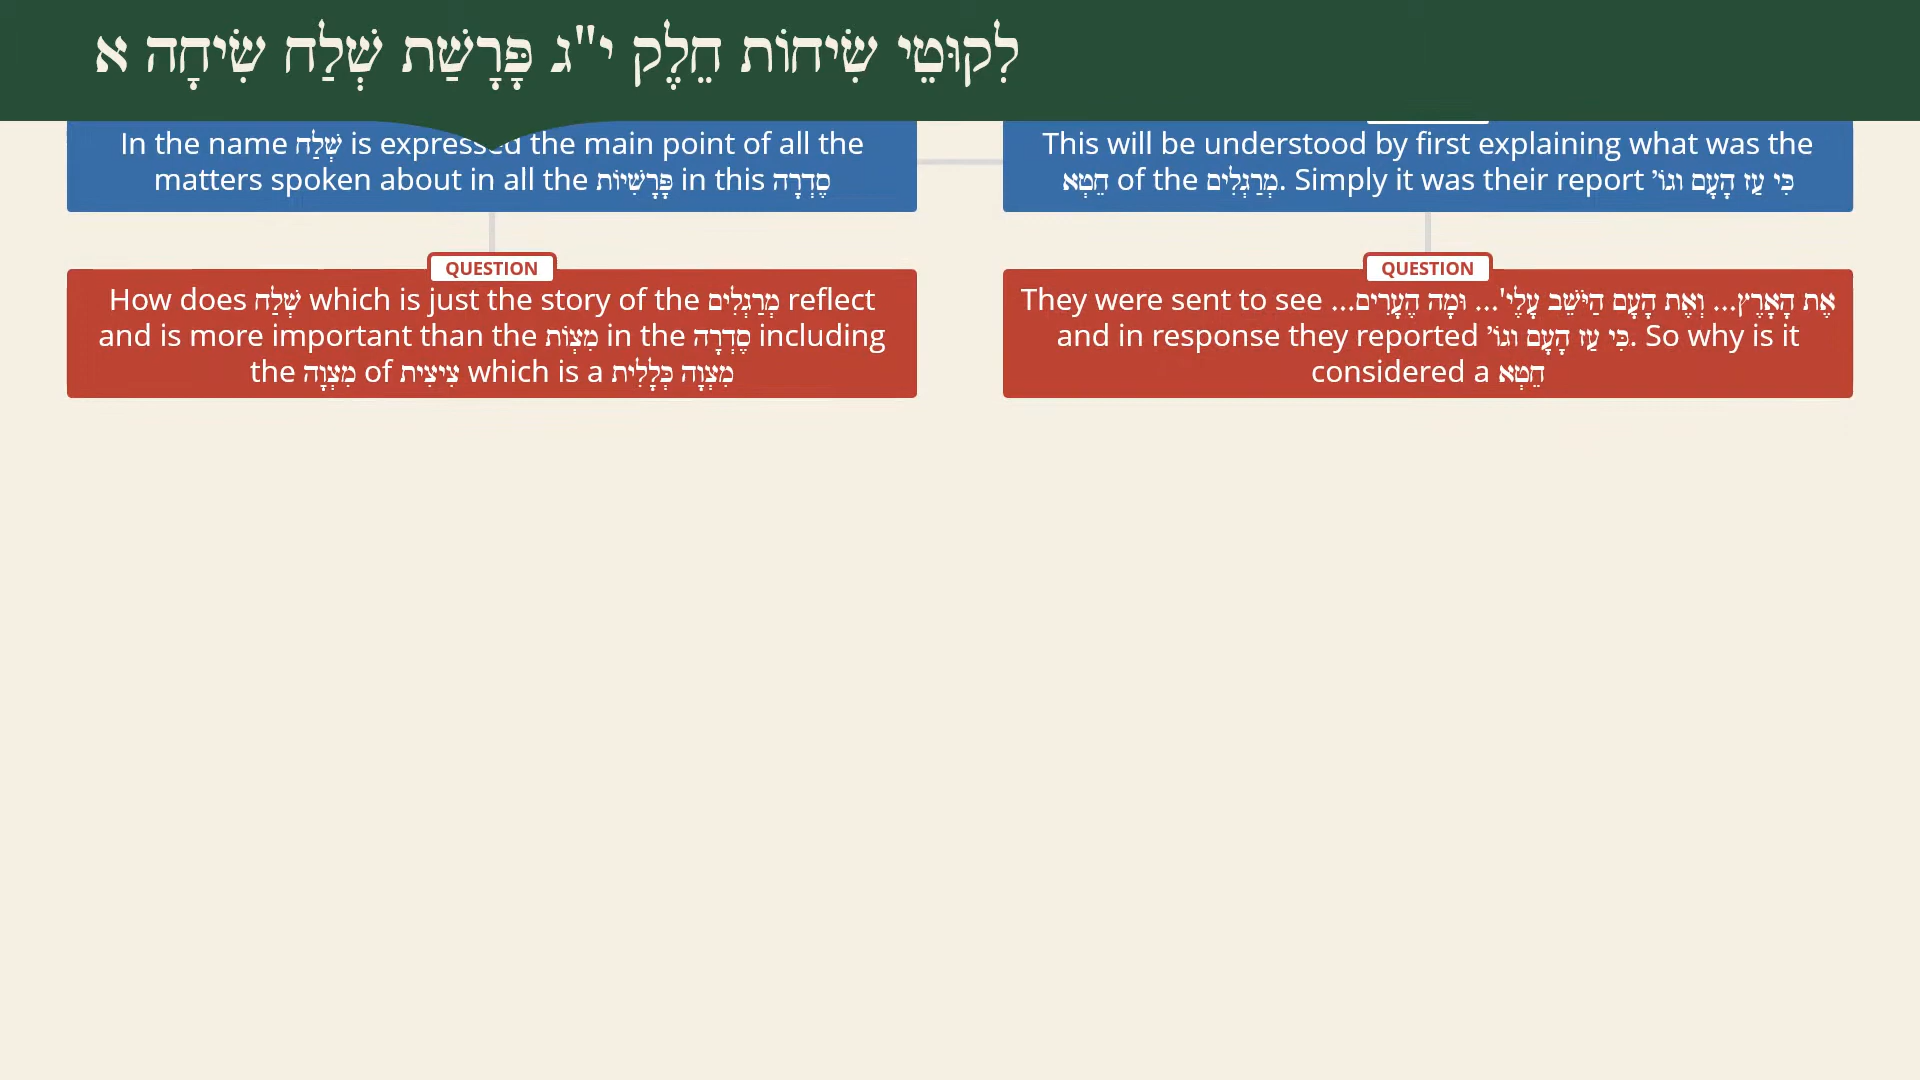 לִקּוּטֵי שִׂיחוֹת חֵלֶק י"ג פָּרָשַׁת שְׁלַח שִׂיחָה א
In the name שְׁלַח is expressed the main point of all the
matters spoken about in all the פָּרָשִׁיּוֹת in this סֶדְרָה
QUESTION
How does שְׁלַח which is just the story of the מְרַגְּלִים reflect
and is more important than the מִצְוֹת in the סֶדְרָה including
the מִצְוָה of צִיצִית which is a מִצְוָה כְּלָלִית
This will be understood by first explaining what was the
חֵטְא of the מְרַגְּלִים. Simply it was their report כִּי עַז הָעָם וגו'
QUESTION
They were sent to see אֶת הָאָרֶץ... וְאֶת הָעָם הַיֹּשֵׁב עָלֶי'... וּמָה הֶעָרִים...
and in response they reported כִּי עַז הָעָם וגו'. So why is it
considered a חֵטְא